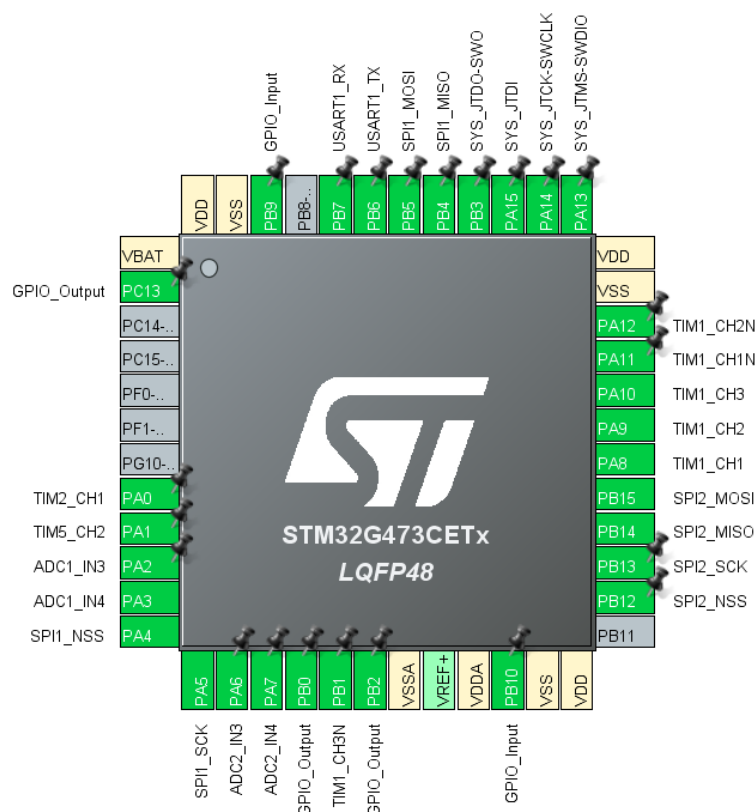 GPIO_Input
USART1_RX
USART1_TX
SPI1_MOSI
SPI1_MISO
SYS_JTDO-SWO
SYS_JTDI
SYS_JTCK-SWCLK
SYS_JTMS-SWDIO
VDD
VSS
PB9
PB8-..
PB7
PB6
PB5
PB4
PB3
PA15
PA14
PA13
VBAT
GPIO_Output PC13
PC14-..
PC15-..
PF0-..
PF1-..
PG10-..
TIM2_CH1 PA0
TIM5_CH2 PA1
ADC1_IN3 PA2
ADC1_IN4 PA3
SPI1_NSS PA4
STM32G473CETx
LQFP48
VDD
VSS
PA12 TIM1_CH2N
PA11 TIM1_CH1N
PA10 TIM1_CH3
PA9 TIM1_CH2
PA8 TIM1_CH1
PB15 SPI2_MOSI
PB14 SPI2_MISO
PB13 SPI2_SCK
PB12 SPI2_NSS
PB11
PA5
PA6
PA7
PB0
PB1
PB2
VSSA
VREF+
VDDA
PB10
VSS
VDD
SPI1_SCK
ADC2_IN3
ADC2_IN4
GPIO_Output
TIM1_CH3N
GPIO_Output
GPIO_Input